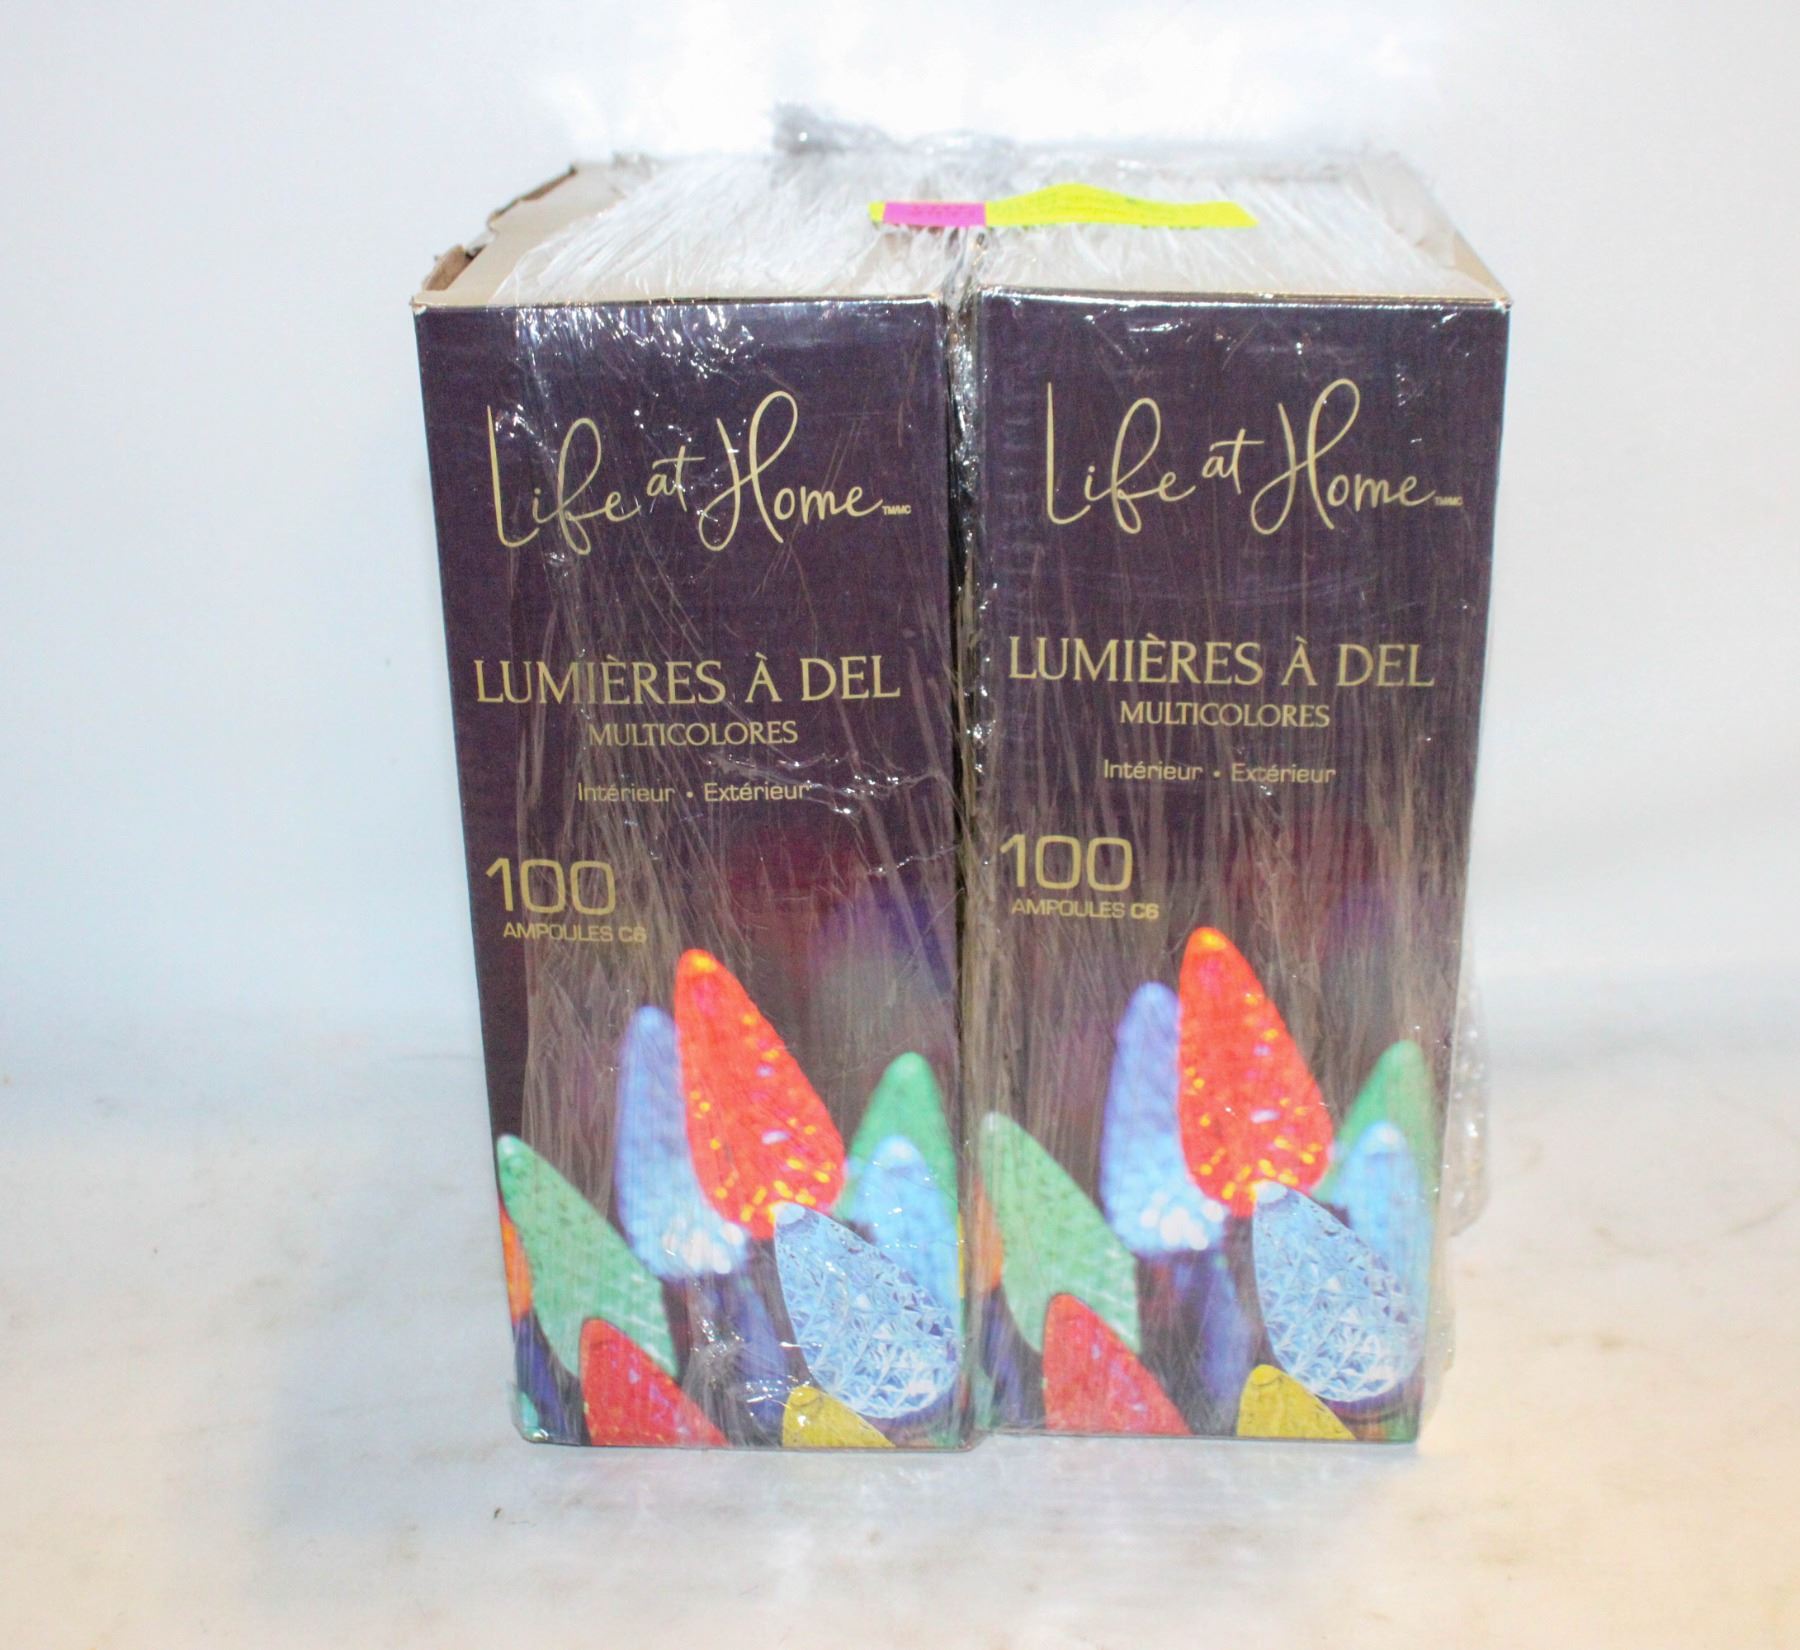 Life at Home TM/MC
LUMIÈRES À DEL
MULTICOLORES
Intérieur • Extérieur
100
AMPOULES C6
Life at Home TM/MC
LUMIÈRES À DEL
MULTICOLORES
Intérieur • Extérieur
100
AMPOULES C6